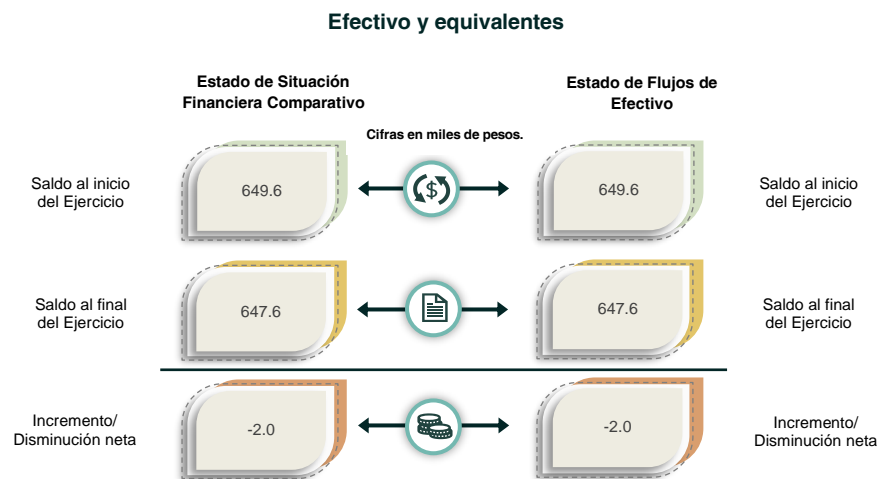 Efectivo y equivalentes
Estado de Situación
Financiera Comparativo
Estado de Flujos de
Efectivo
Cifras en miles de pesos.
Saldo al inicio
del Ejercicio
649.6
$
649.6
Saldo al inicio
del Ejercicio
Saldo al final
del Ejercicio
647.6
647.6
Saldo al final
del Ejercicio
Incremento/
Disminución neta
-2.0
-2.0
Incremento/
Disminución neta